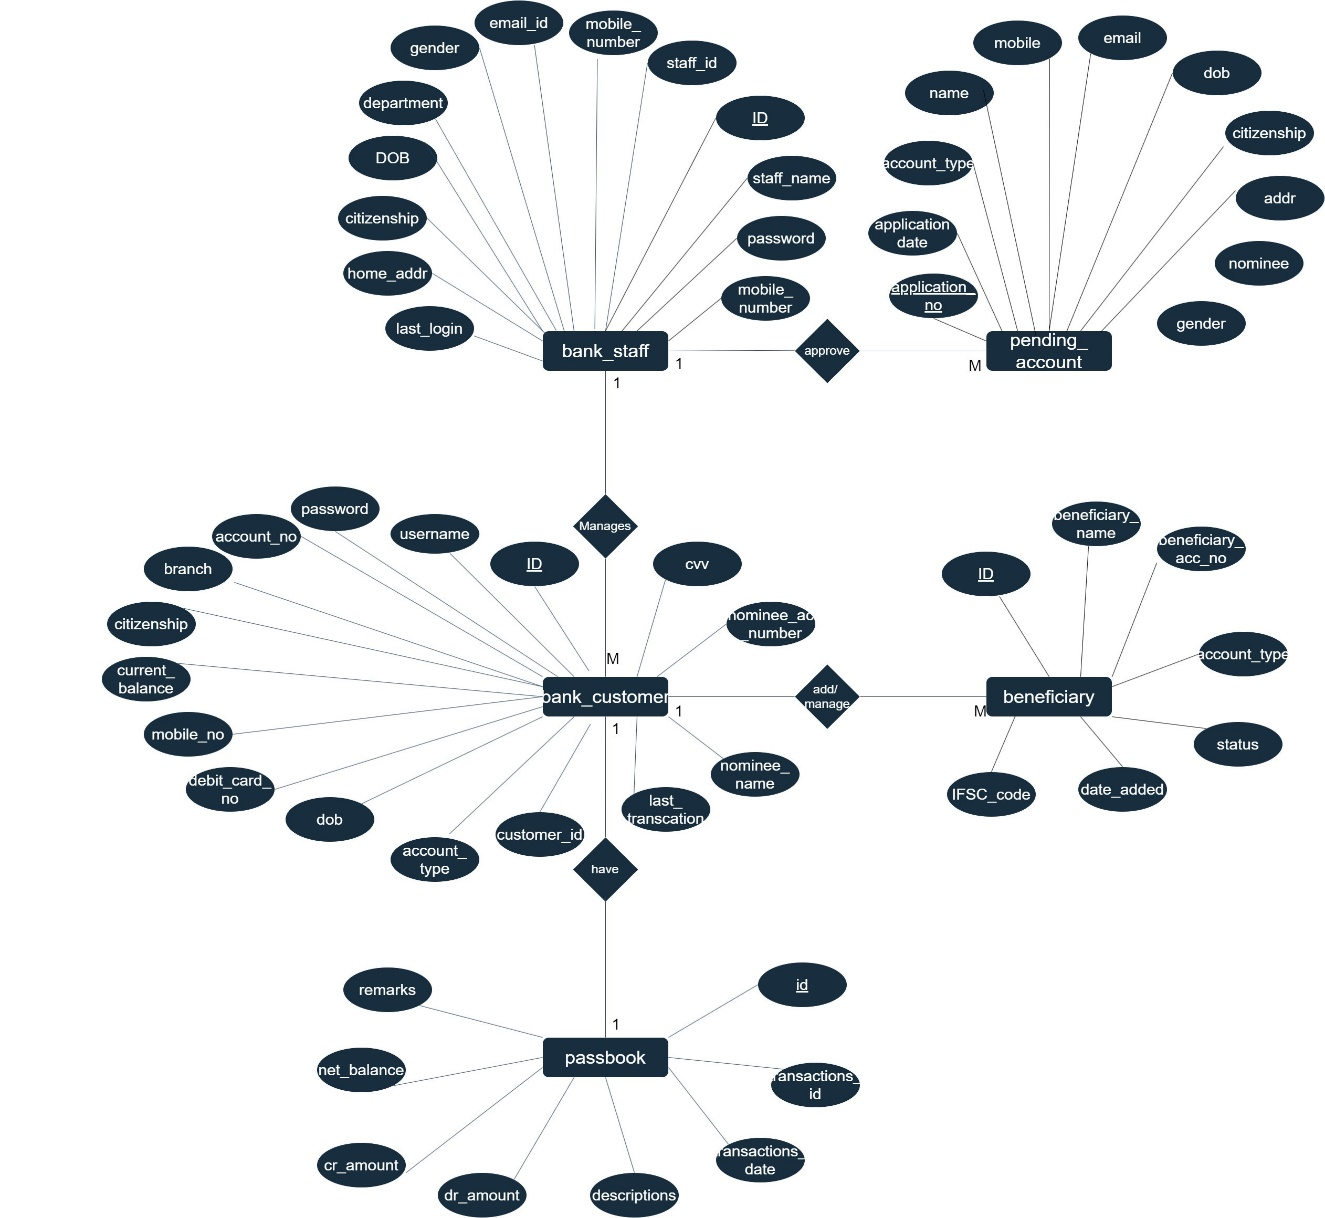 email_id
mobile_
number
gender
staff_id
department
ID
DOB
staff_name
citizenship
password
home_addr
mobile_
number
last_login
bank_staff
1
1
approve
M
mobile
email
name
dob
citizenship
account_type
addr
application
date
nominee
application_
no
gender
pending_
account
Manages
M
password
account_no
username
branch
ID
cvv
citizenship
nominee_ac
_number
current_
balance
bank_customer
1
1
mobile_no
debit_card_
no
nominee_
name
dob
last_
transcation
customer_id
account_
type
add/
manage
M
beneficiary_
name
beneficiary_
acc_no
ID
account_type
beneficiary
status
IFSC_code
date_added
have
1
remarks
id
passbook
net_balance
ransactions_
id
cr_amount
ransactions_
date
dr_amount
descriptions